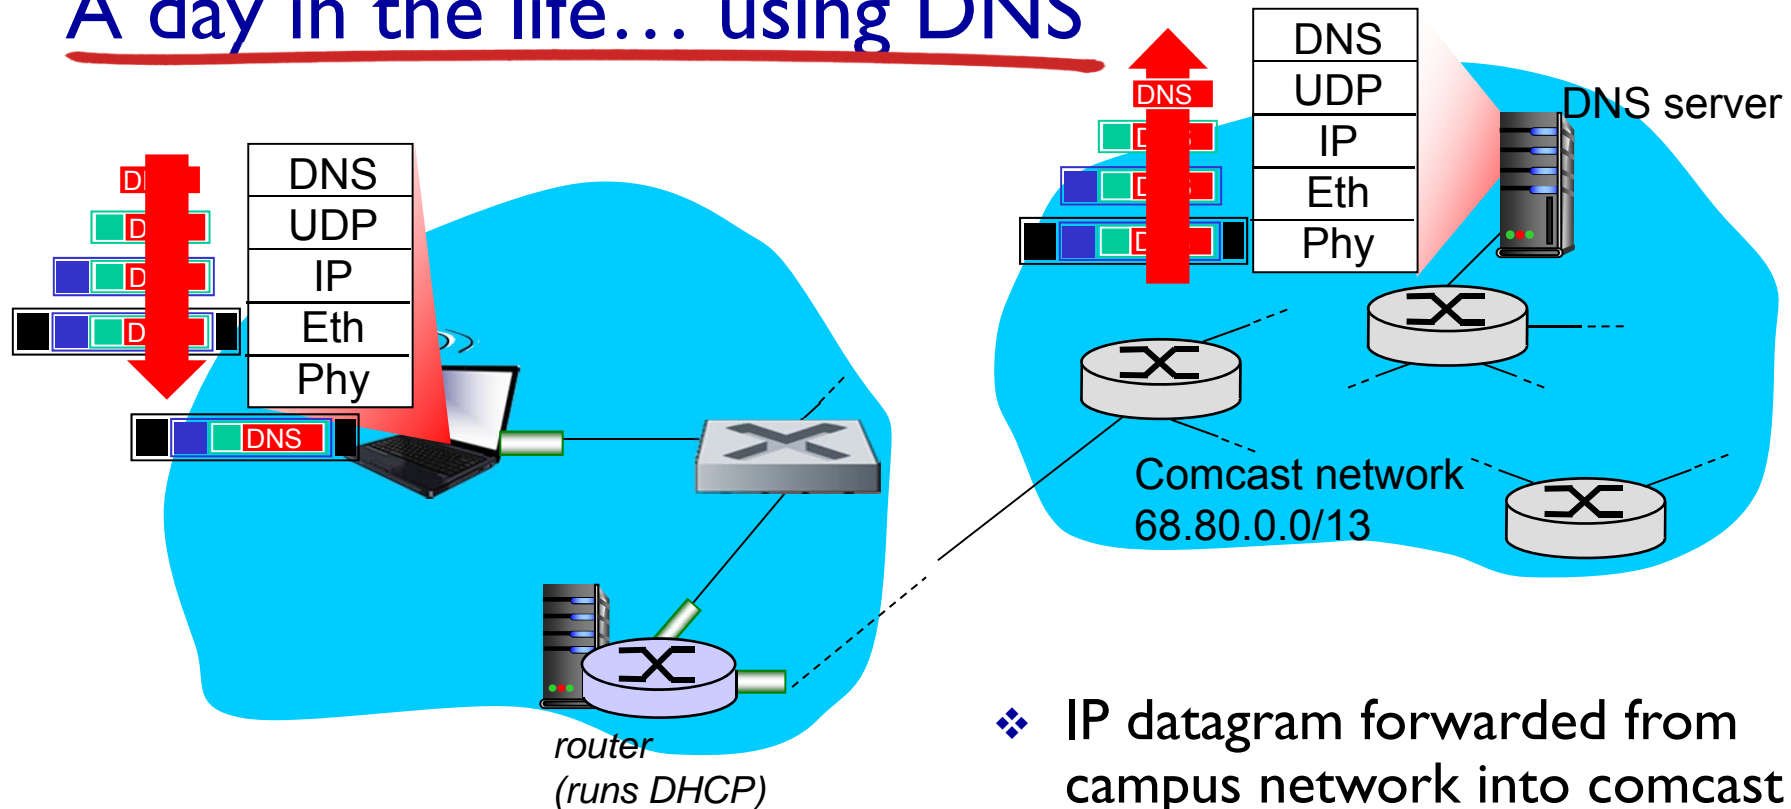 A day in the life… using DNS
DNS
UDP
IP
Eth
Phy
DNS
DNS
DNS
UDP
IP
Eth
Phy
DNS server
Comcast network
68.80.0.0/13
router
(runs DHCP)
IP datagram forwarded from
campus network into comcast